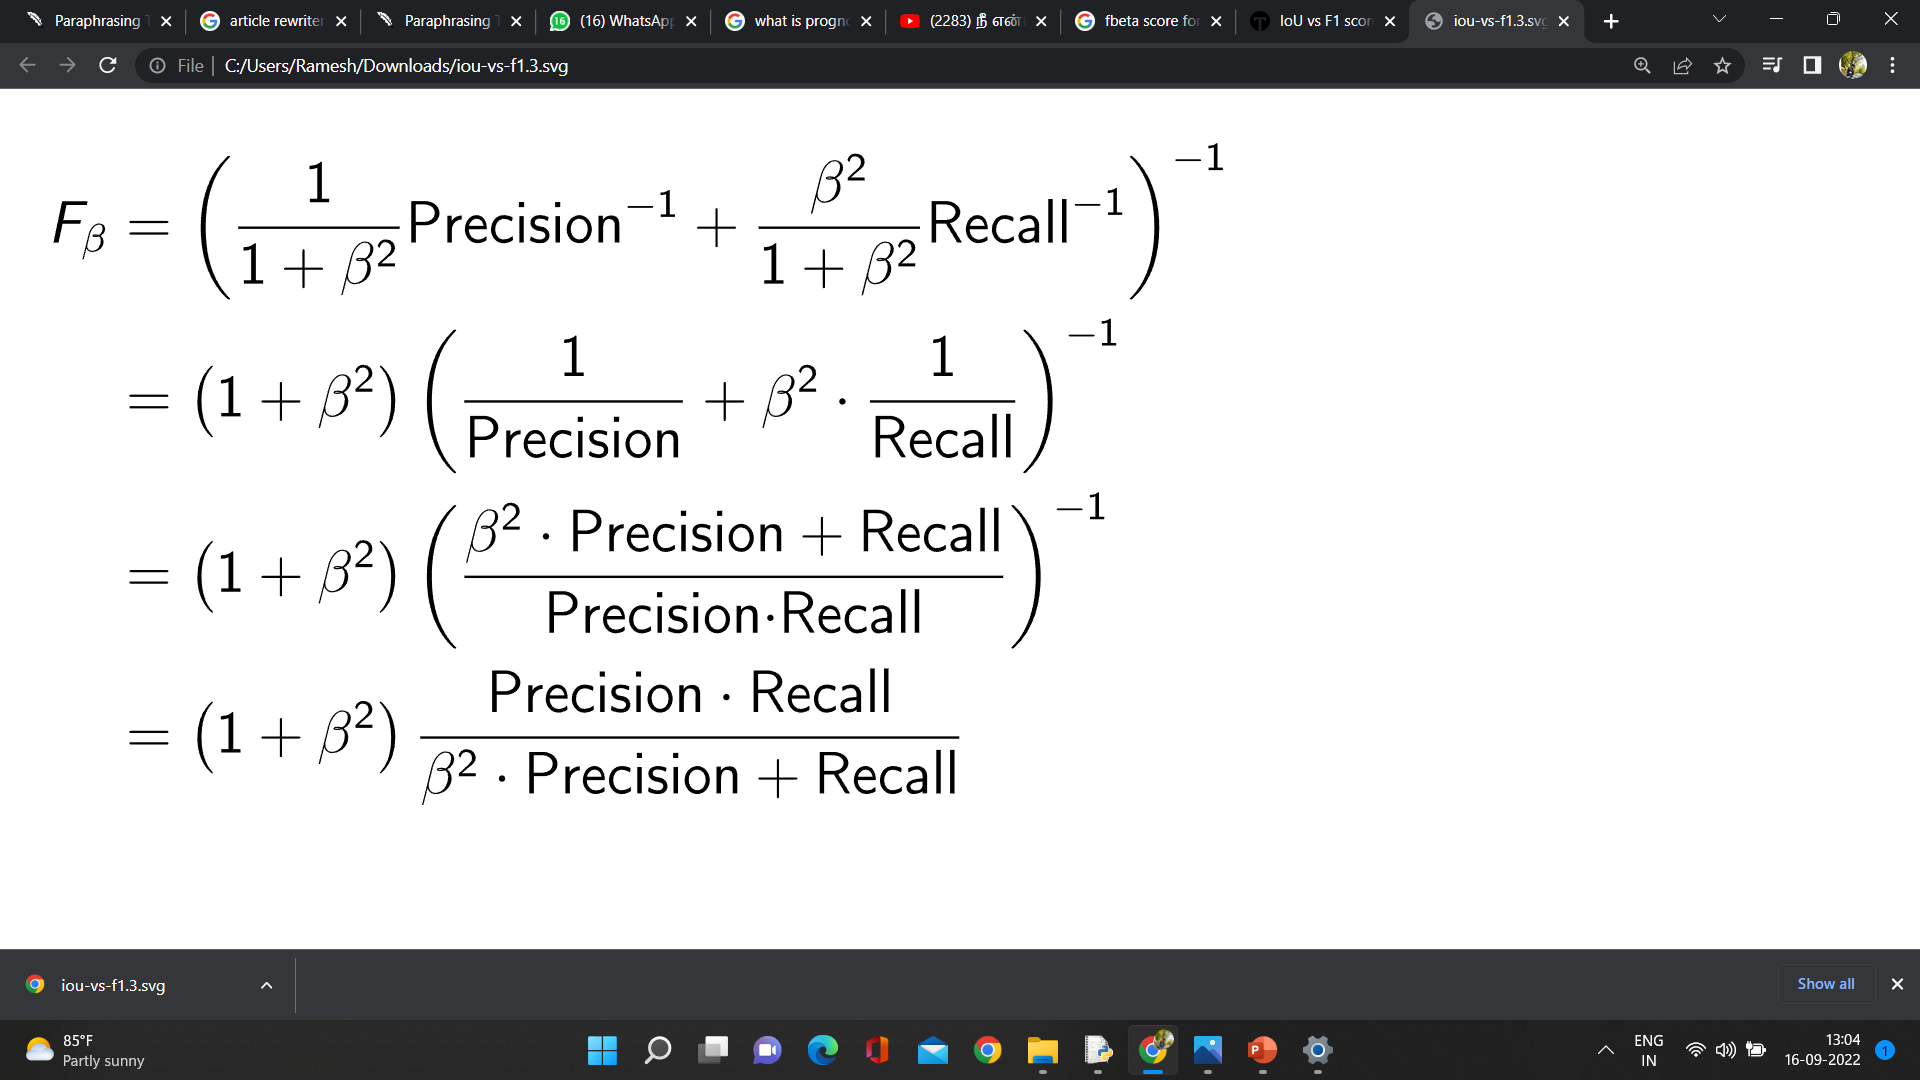 Paraphrasing T
article rewriter
Paraphrasing T
(16) WhatsApp
what is progno
(2283) நீ என்
fbeta score for
IoU vs F1 scor
iou-vs-f1.3.svg
File | C:/Users/Ramesh/Downloads/iou-vs-f1.3.svg
F_β = ( 1/(1 + β²) Precision⁻¹ + β²/(1 + β²) Recall⁻¹ )⁻¹
= (1 + β²) ( 1/Precision + β² · 1/Recall )⁻¹
= (1 + β²) ( (β² · Precision + Recall)/(Precision·Recall) )⁻¹
= (1 + β²) (Precision · Recall)/(β² · Precision + Recall)
iou-vs-f1.3.svg
Show all
85°F
Partly sunny
ENG
IN
13:04
16-09-2022
1